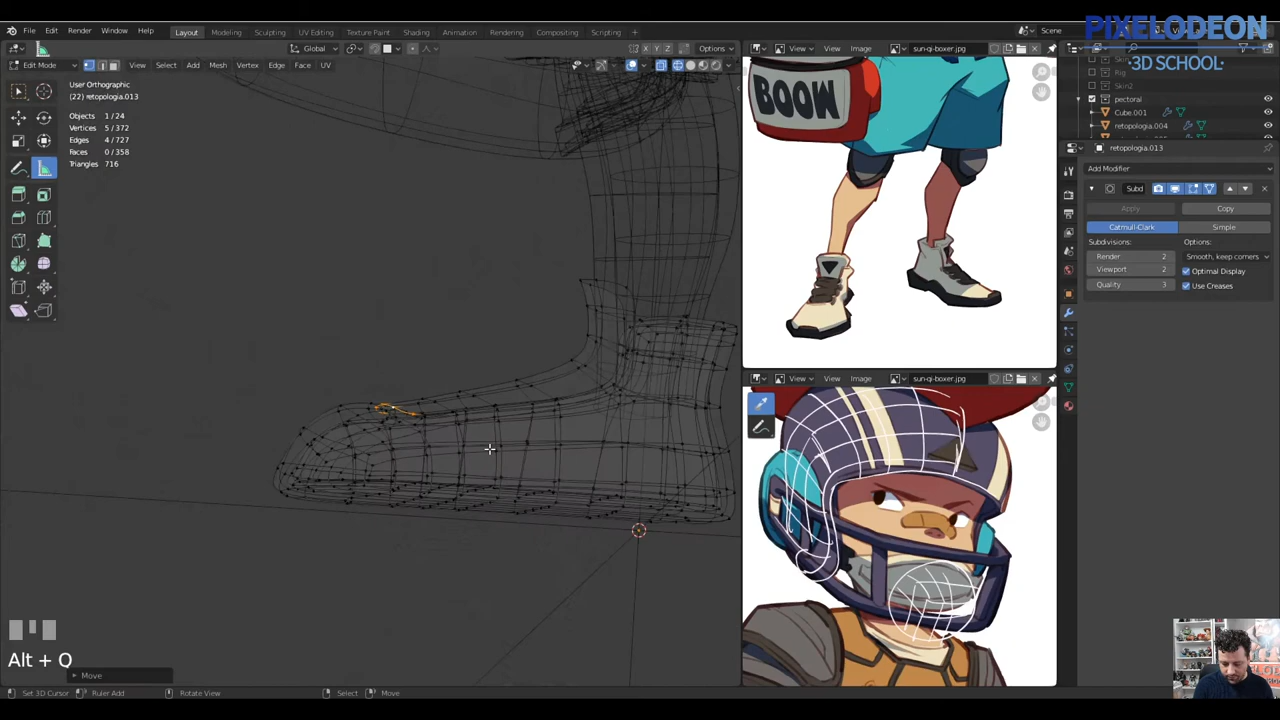 File Edit Render Window Help Layout Modeling Sculpting UV Editing Texture Paint Shading Animation Rendering Compositing Scripting Scene
PIXELODEON
·3D SCHOOL·
Global X Y Z Options
View Image sun-qi-boxer.jpg
Edit Mode View Select Add Mesh Vertex Edge Face UV
User Orthographic
(22) retopologia.013
Objects 1/24
Vertices 5/372
Edges 4/727
Faces 0/358
Triangles 716
BOOW
Rig
Skin2
pectoral
Cube.001
retopologia.004
retopologia.013
Add Modifier
Subd
Apply Copy
Catmull-Clark Simple
Subdivisions: Options:
Render 2 Smooth, keep corners
Viewport 2 Optimal Display
Quality 3 Use Creases
View Image sun-qi-boxer.jpg
Alt + Q
Move
Set 3D Cursor Ruler Add Rotate View Select Move